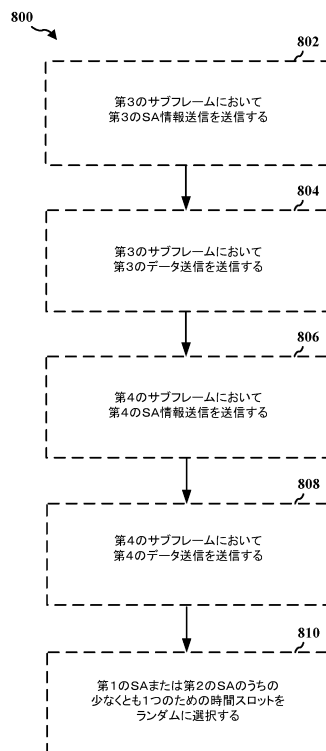 800
802
第3のサブフレームにおいて
第3のSA情報送信を送信する
804
第3のサブフレームにおいて
第3のデータ送信を送信する
806
第4のサブフレームにおいて
第4のSA情報送信を送信する
808
第4のサブフレームにおいて
第4のデータ送信を送信する
810
第1のSAまたは第2のSAのうちの
少なくとも1つのための時間スロットを
ランダムに選択する